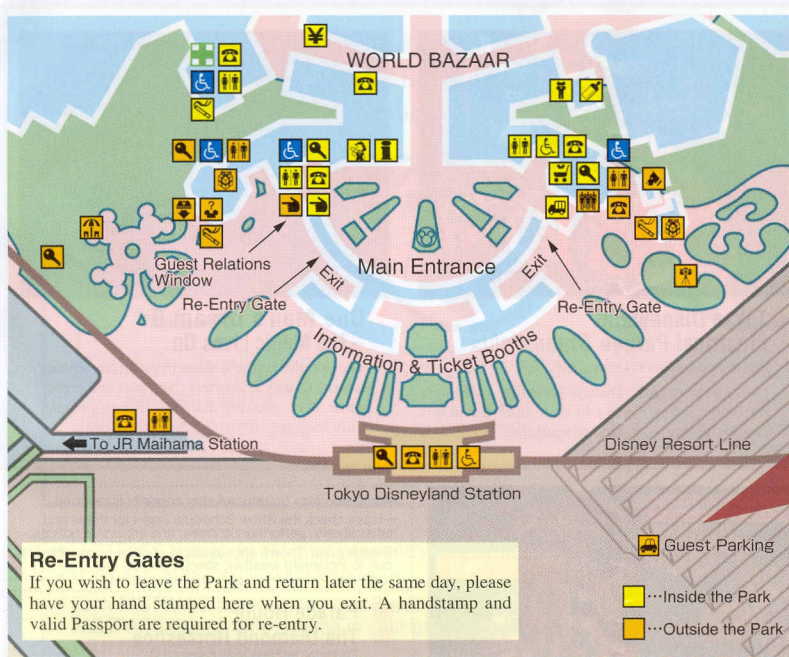 ¥
WORLD BAZAAR
Guest Relations
Window
Main Entrance
Exit
Exit
Re-Entry Gate
Re-Entry Gate
Information & Ticket Booths
To JR Maihama Station
Disney Resort Line
Tokyo Disneyland Station
Guest Parking
Re-Entry Gates
If you wish to leave the Park and return later the same day, please
have your hand stamped here when you exit. A handstamp and
valid Passport are required for re-entry.
···Inside the Park
···Outside the Park